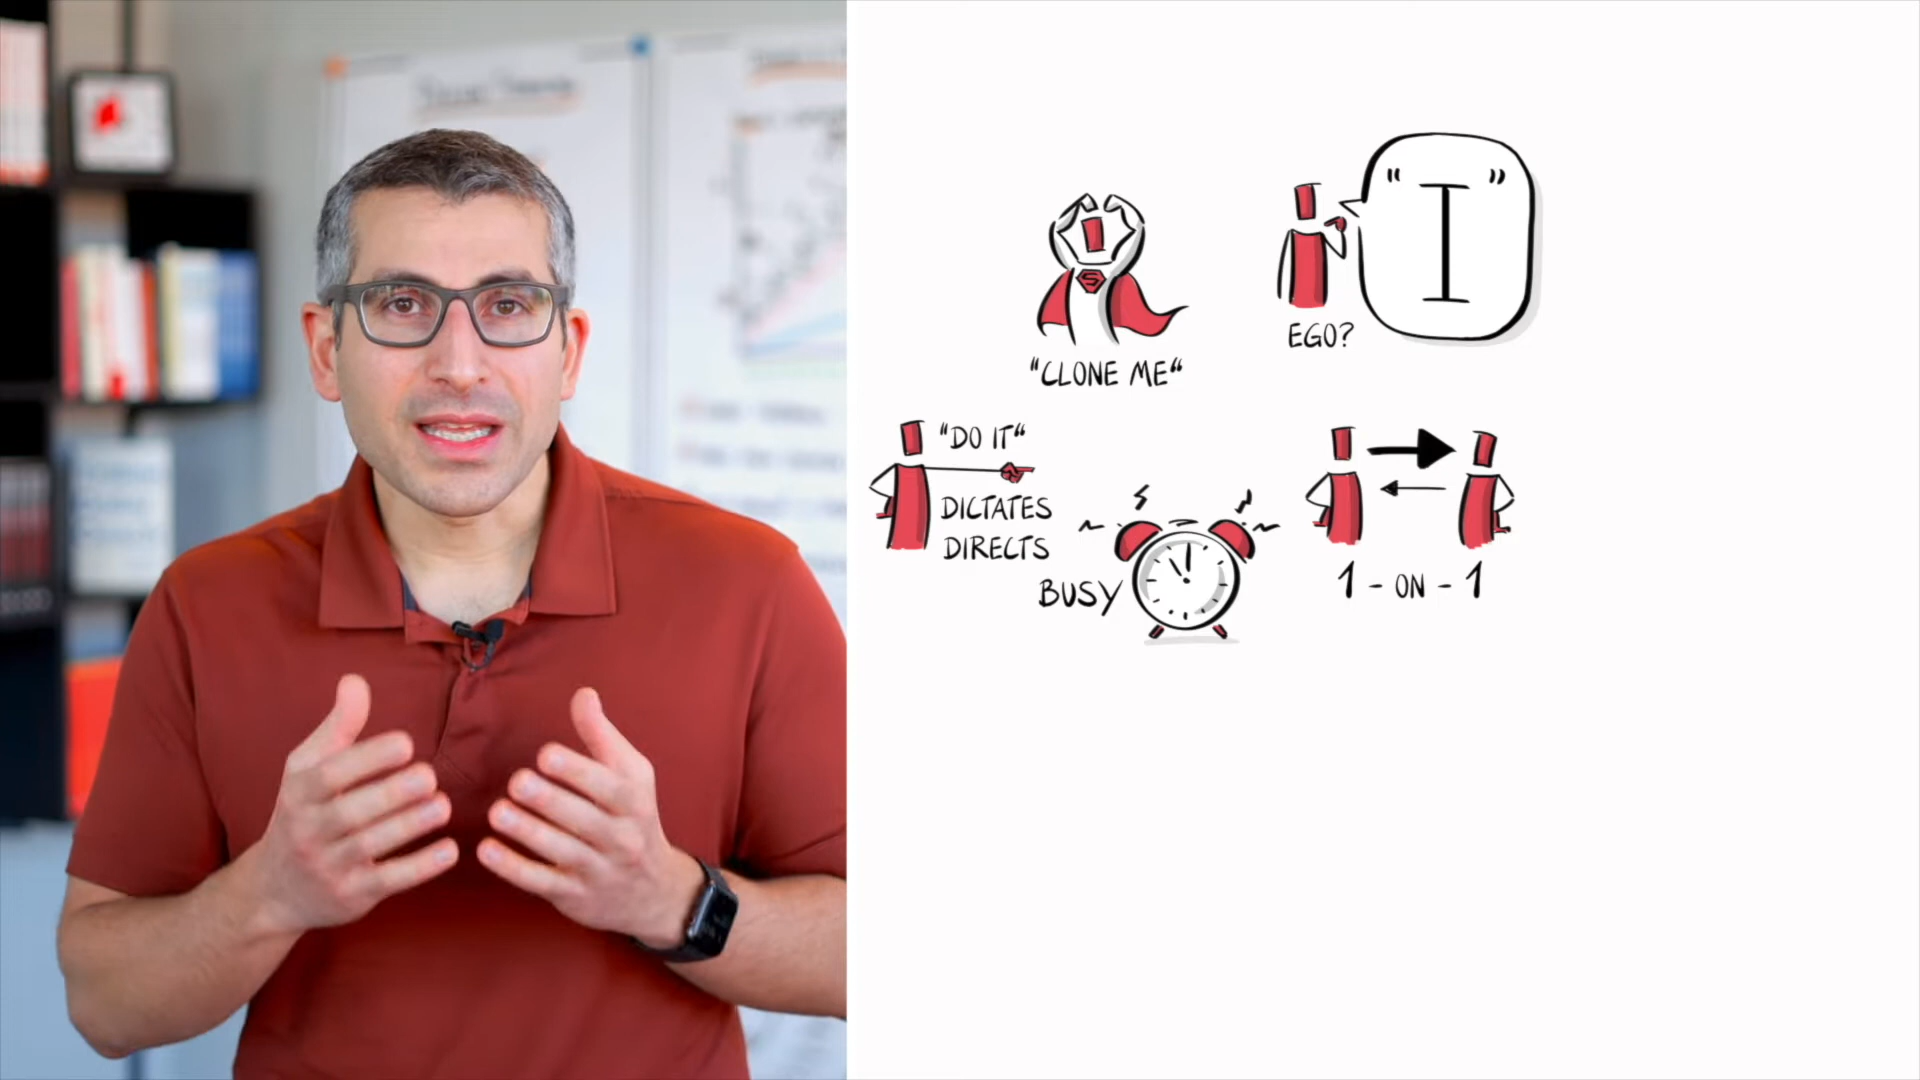 " I "
EGO?
"CLONE ME"
"DO IT"
DICTATES
DIRECTS
BUSY
1 - ON - 1